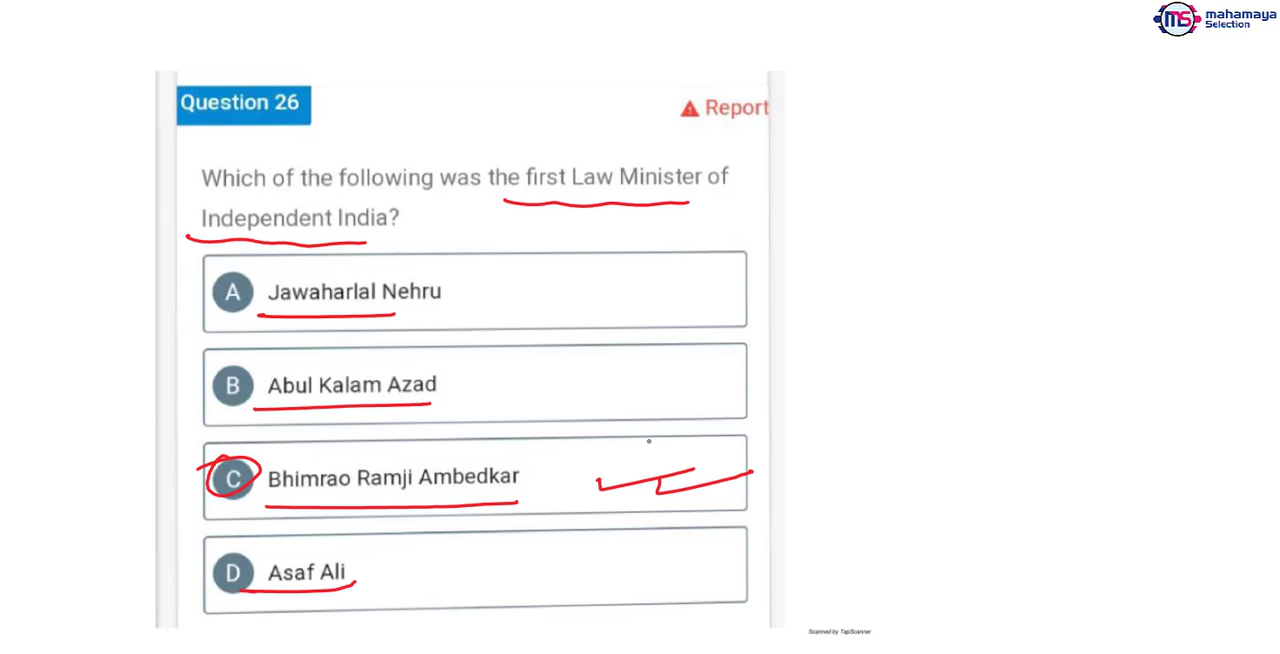 mahamaya
Selection
Question 26
Report
Which of the following was the first Law Minister of
Independent India?
A Jawaharlal Nehru
B Abul Kalam Azad
C Bhimrao Ramji Ambedkar
D Asaf Ali
Scanned by TapScanner